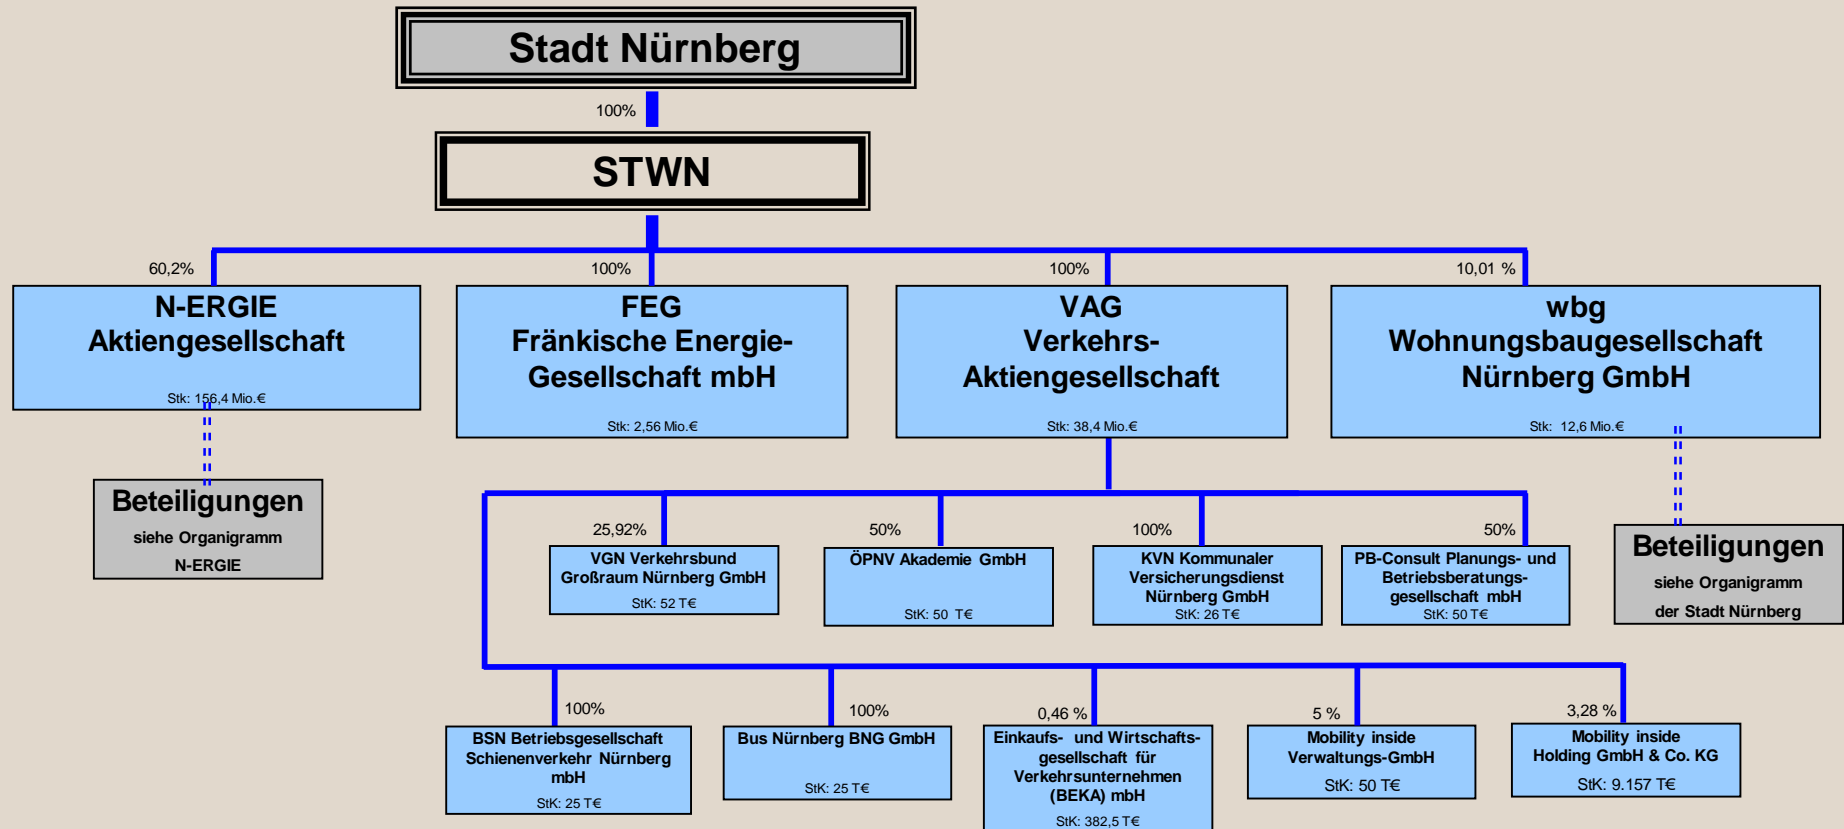 Stadt Nürnberg
100%
STWN
60,2%
100%
100%
10,01 %
N-ERGIE
Aktiengesellschaft
Stk: 156,4 Mio.€
FEG
Fränkische Energie-
Gesellschaft mbH
Stk: 2,56 Mio.€
VAG
Verkehrs-
Aktiengesellschaft
Stk: 38,4 Mio.€
wbg
Wohnungsbaugesellschaft
Nürnberg GmbH
Stk: 12,6 Mio.€
Beteiligungen
siehe Organigramm
N-ERGIE
25,92%
VGN Verkehrsbund
Großraum Nürnberg GmbH
StK: 52 T€
50%
ÖPNV Akademie GmbH
StK: 50 T€
100%
KVN Kommunaler
Versicherungsdienst
Nürnberg GmbH
StK: 26 T€
50%
PB-Consult Planungs- und
Betriebsberatungs-
gesellschaft mbH
StK: 50 T€
Beteiligungen
siehe Organigramm
der Stadt Nürnberg
100%
BSN Betriebsgesellschaft
Schienenverkehr Nürnberg
mbH
StK: 25 T€
100%
Bus Nürnberg BNG GmbH
StK: 25 T€
0,46 %
Einkaufs- und Wirtschafts-
gesellschaft für
Verkehrsunternehmen
(BEKA) mbH
StK: 382,5 T€
5 %
Mobility inside
Verwaltungs-GmbH
StK: 50 T€
3,28 %
Mobility inside
Holding GmbH & Co. KG
StK: 9.157 T€